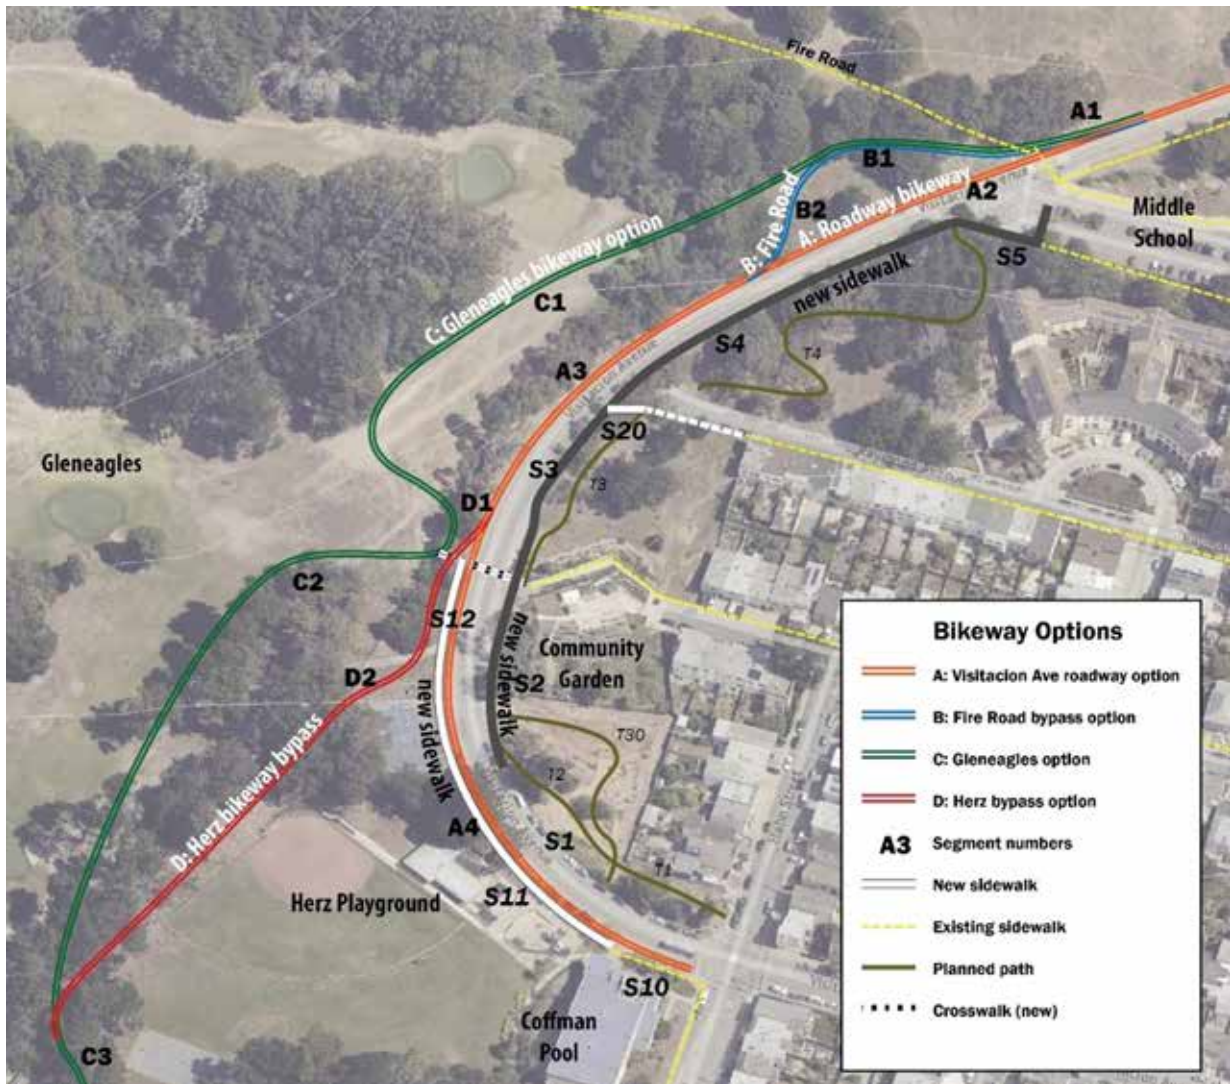 Fire Road
A1
B1
A2
B2
B: Fire Road
A: Roadway bikeway
Middle
School
C: Gleneagles bikeway option
C1
S5
new sidewalk
S4
T4
A3
Visitacion Avenue
S20
Gleneagles
S3
T3
D1
C2
S12
new sidewalk
Community
Garden
S2
D2
new sidewalk
T30
T2
D: Herz bikeway bypass
A4
S1
T1
Herz Playground
S11
S10
Coffman
Pool
C3
Bikeway Options
A: Visitacion Ave roadway option
B: Fire Road bypass option
C: Gleneagles option
D: Herz bypass option
A3 Segment numbers
New sidewalk
Existing sidewalk
Planned path
Crosswalk (new)